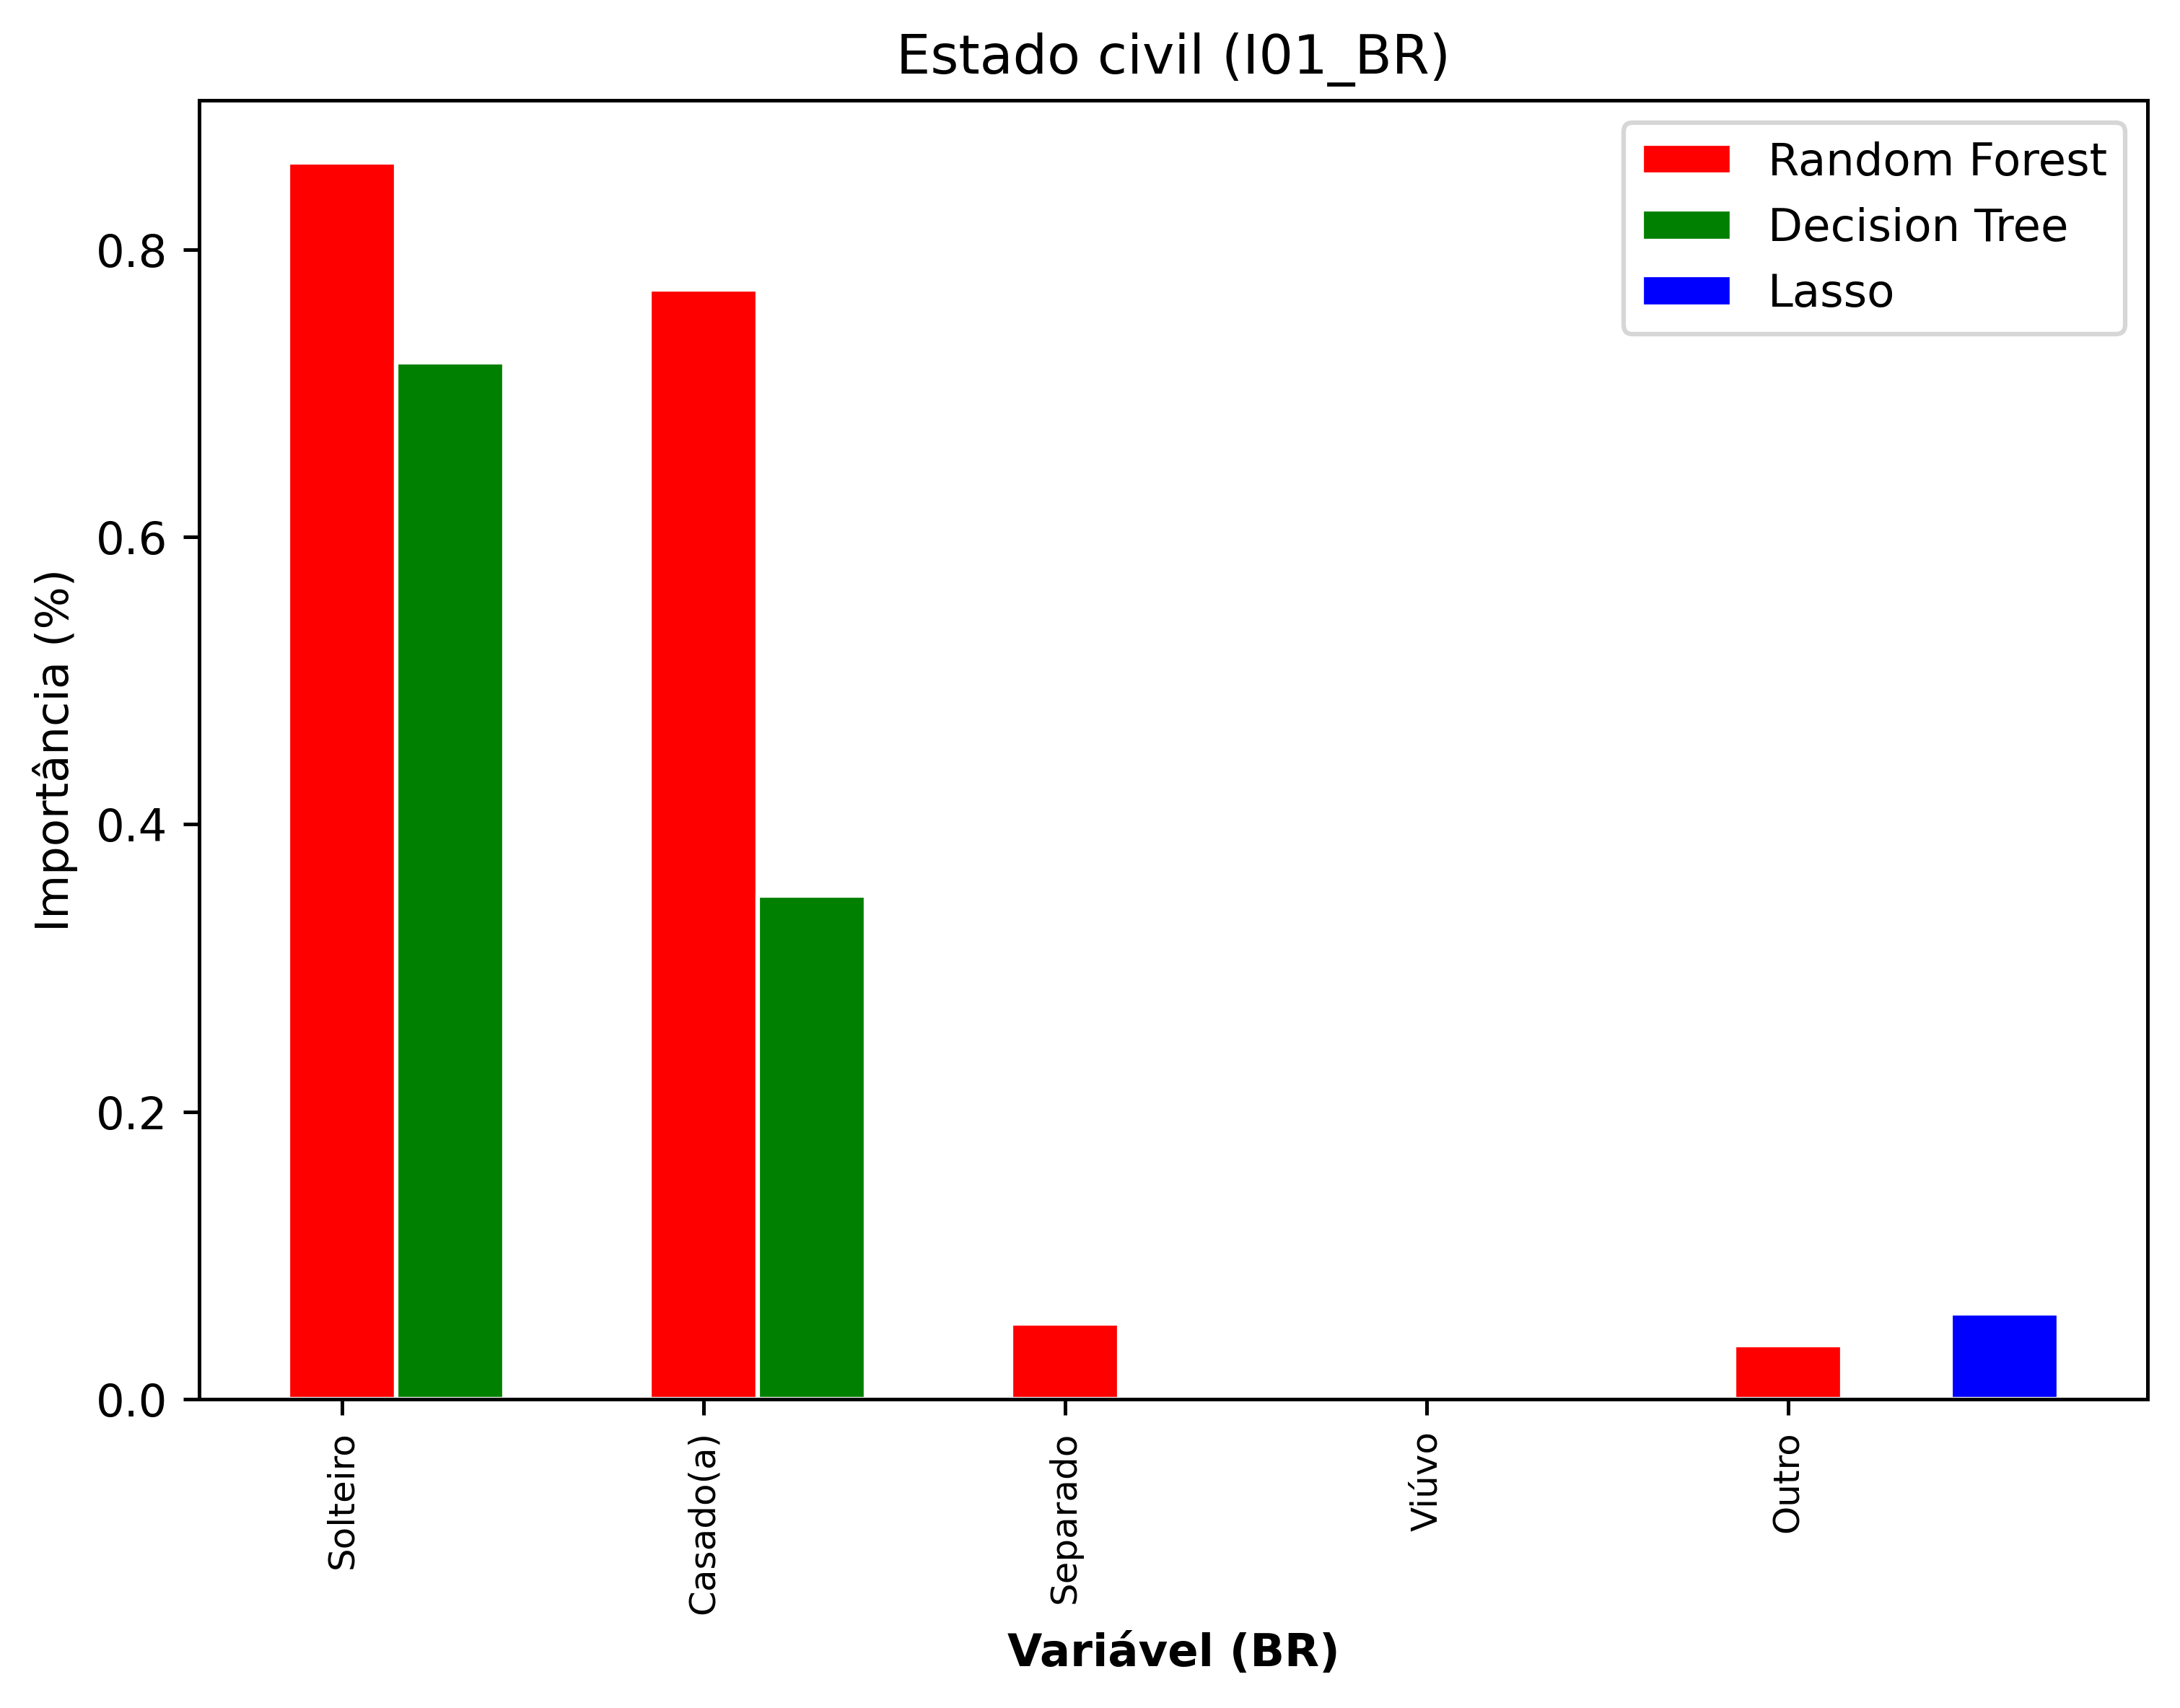 Estado civil (I01_BR)
Random Forest
Decision Tree
Lasso
Importância (%)
0.8
0.6
0.4
0.2
0.0
Solteiro
Casado(a)
Separado
Viúvo
Outro
Variável (BR)